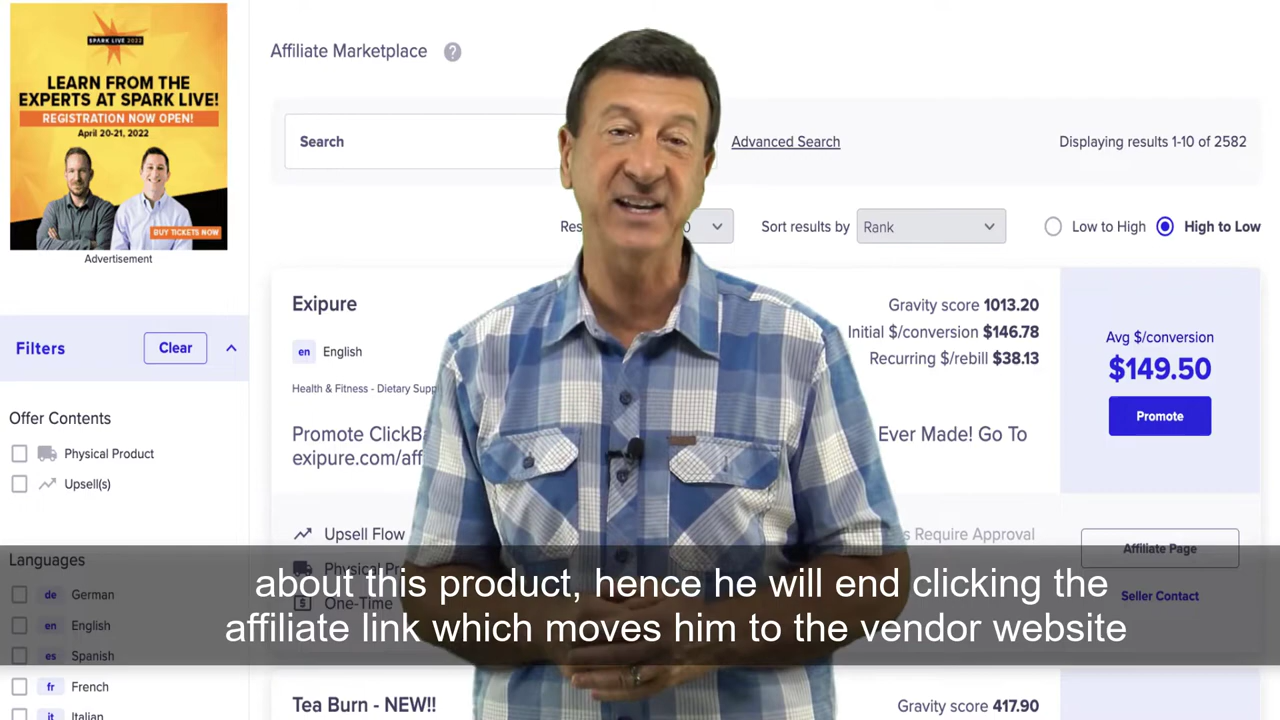 SPARK LIVE 2022
LEARN FROM THE
EXPERTS AT SPARK LIVE!
REGISTRATION NOW OPEN!
April 20-21, 2022
BUY TICKETS NOW
Advertisement
Filters
Clear
Offer Contents
Physical Product
Upsell(s)
Languages
de German
en English
es Spanish
fr French
it Italian
Affiliate Marketplace ?
Search
Advanced Search
Displaying results 1-10 of 2582
Sort results by
Rank
Low to High
High to Low
Exipure
en English
Health & Fitness - Dietary Supp
Promote
Ever Made! Go To
Gravity score 1013.20
Initial $/conversion $146.78
Recurring $/rebill $38.13
Avg $/conversion
$149.50
Promote
Upsell Flow
Require Approval
One-Time
Affiliate Page
Seller Contact
about this product, hence he will end clicking the
affiliate link which moves him to the vendor website
Tea Burn - NEW!!
Gravity score 417.90